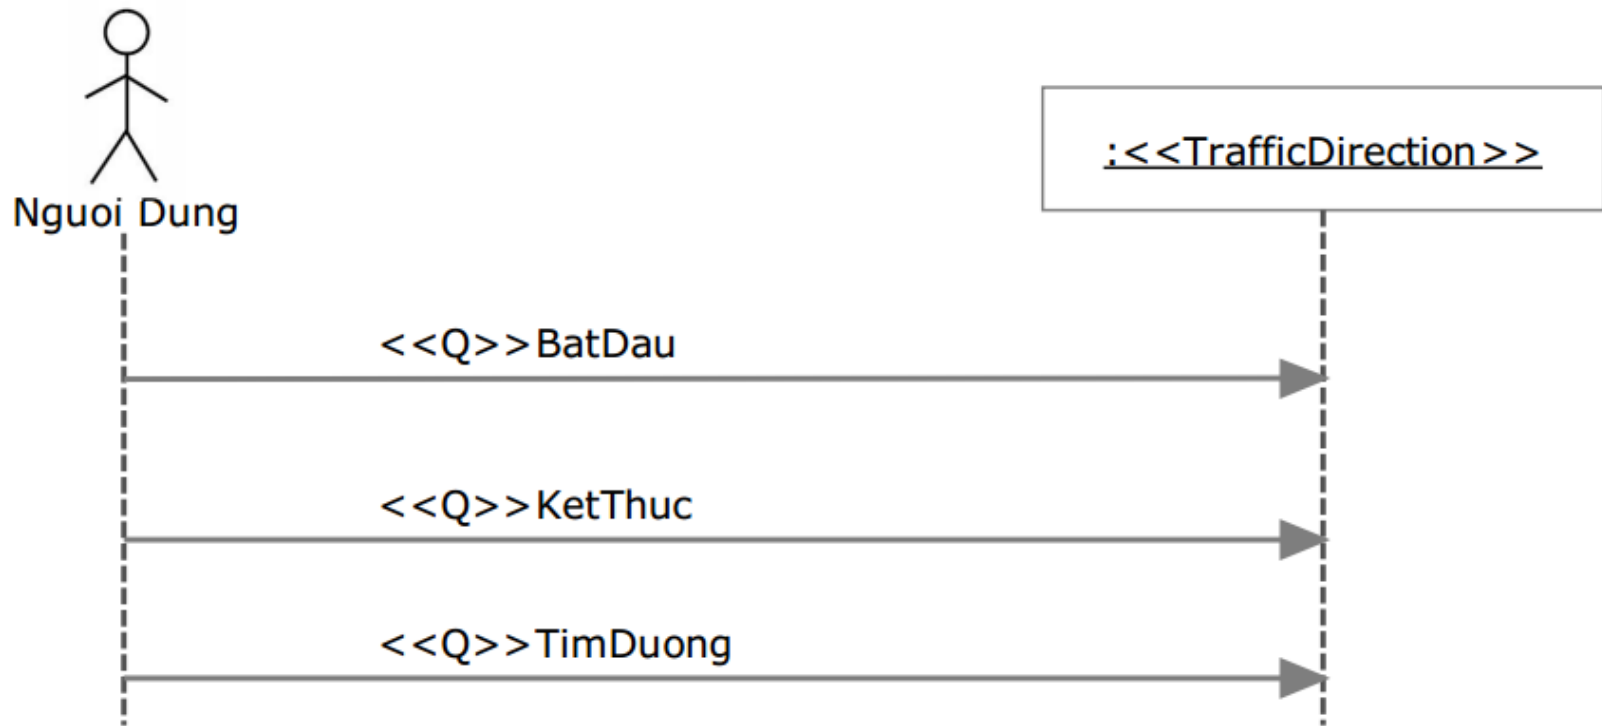 Nguoi Dung
:<<TrafficDirection>>
<<Q>>BatDau
<<Q>>KetThuc
<<Q>>TimDuong